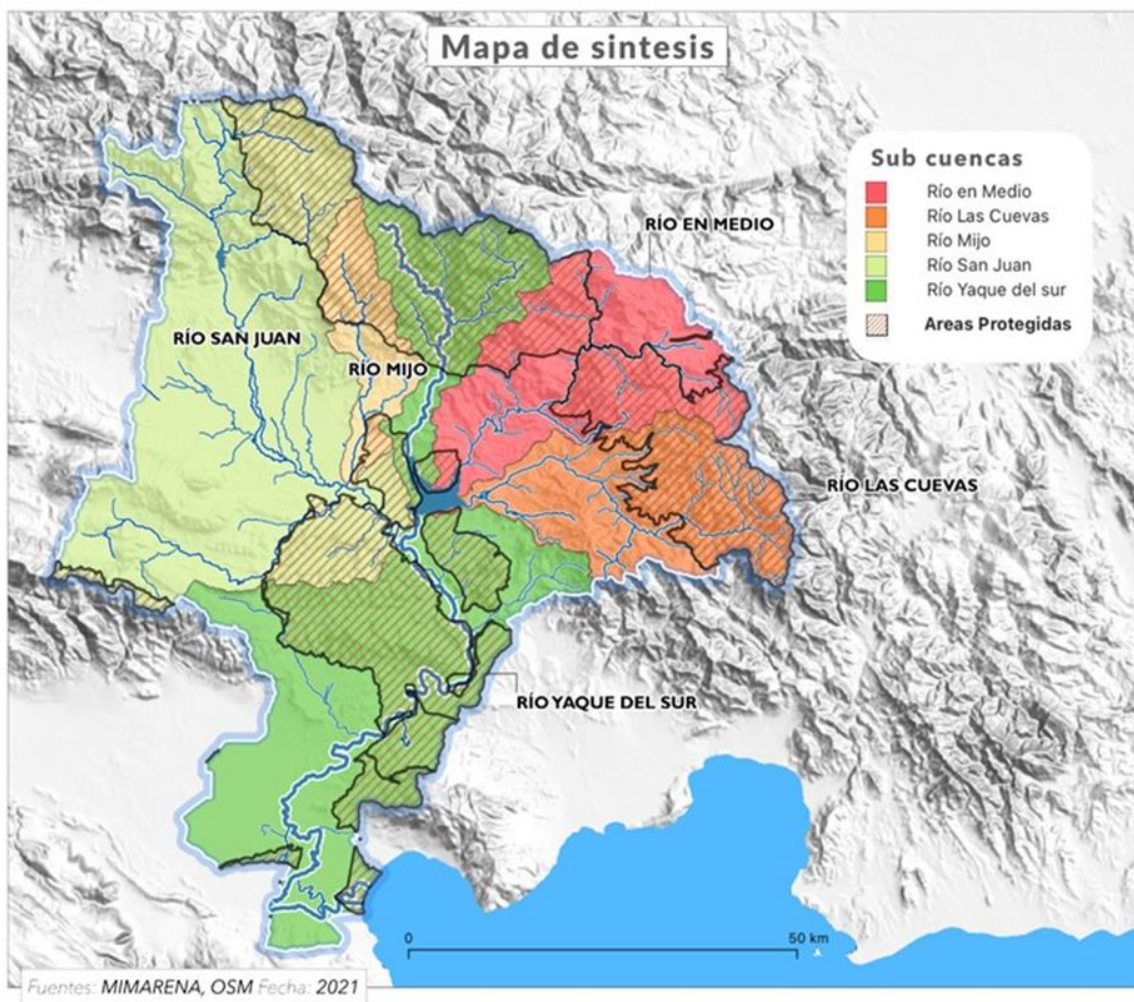 Mapa de sintesis
Sub cuencas
Río en Medio
Río Las Cuevas
Río Mijo
Río San Juan
Río Yaque del sur
Areas Protegidas
RÍO EN MEDIO
RÍO SAN JUAN
RÍO MIJO
RÍO LAS CUEVAS
RÍO YAQUE DEL SUR
0 50 km
Fuentes: MIMARENA, OSM Fecha: 2021